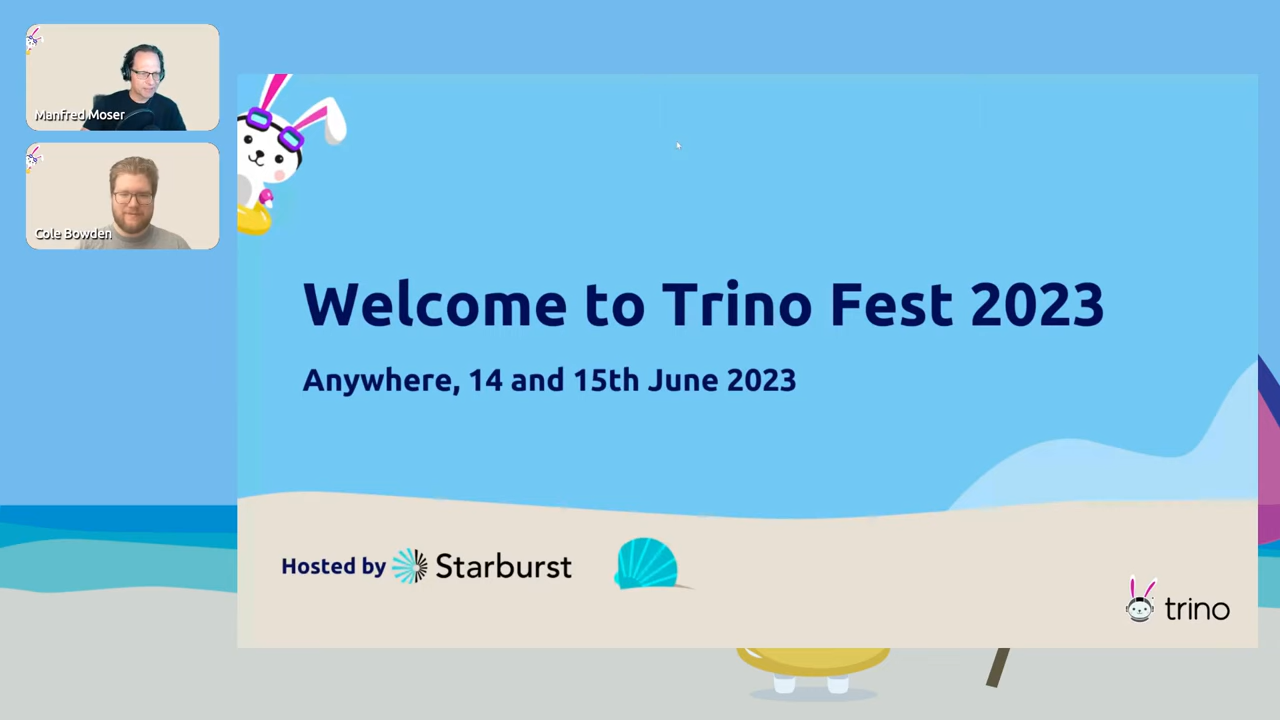 Manfred Moser
Cole Bowden
Welcome to Trino Fest 2023
Anywhere, 14 and 15th June 2023
Hosted by Starburst
trino